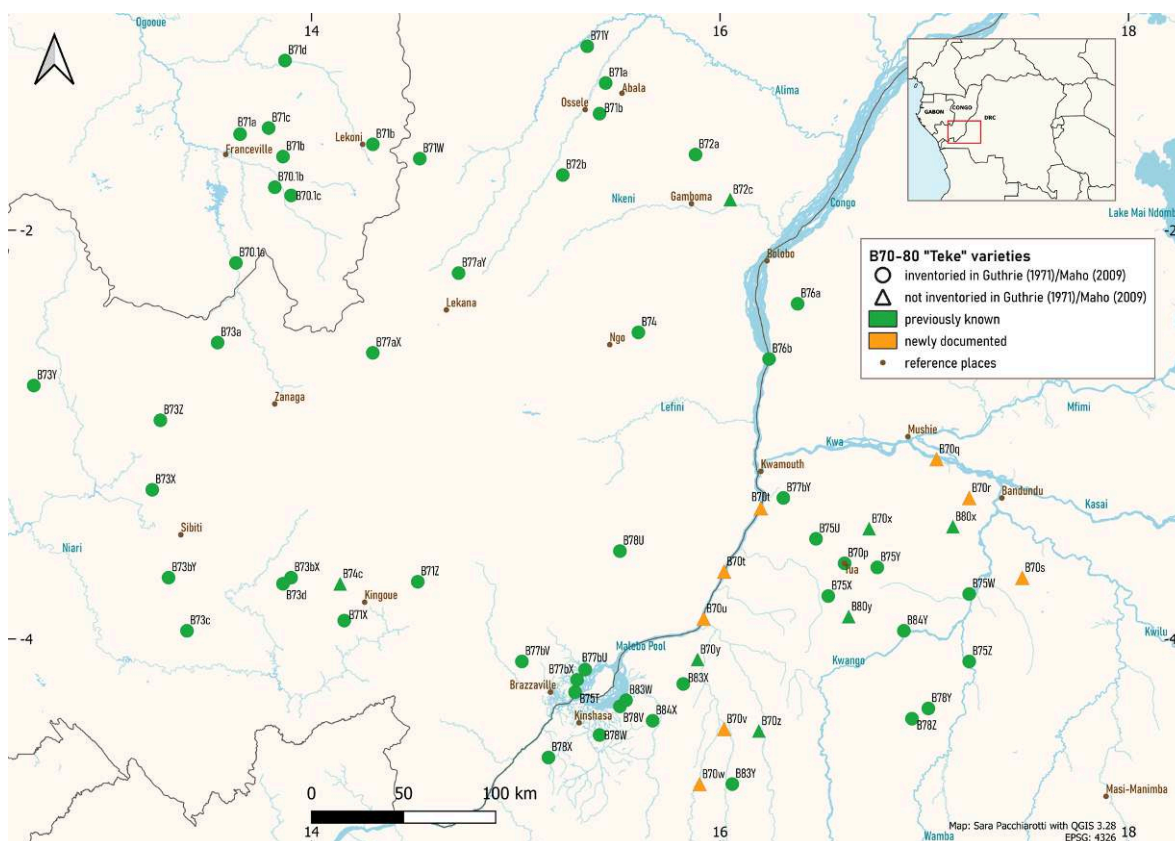 14
16
18
Ogooue
B71d
B71Y
B71a
Abala
Ossele
B71b
Alima
B71c
B71a
Franceville
B71b
Lekoni
B71b
B71W
B70.1b
B70.1c
B72a
B72b
B72c
Nkeni
Gamboma
Congo
GABON
CONGO
DRC
Lake Mai Ndomb
-2
-2
Bolobo
B70.1a
B77aY
Lekana
B76a
B73a
B77aX
B74
Ngo
B76b
B70-80 "Teke" varieties
inventoried in Guthrie (1971)/Maho (2009)
not inventoried in Guthrie (1971)/Maho (2009)
previously known
newly documented
reference places
B73Y
Zanaga
B73Z
Lefini
Mfimi
Mushie
Kwa
B70q
Kwamouth
B77bY
B70t
B70r
Bandundu
Kasai
B73X
Sibiti
Niari
B78U
B75U
B70x
B80x
B70p
Tua
B75Y
B70t
B70s
B73bY
B73bX
B73d
B74c
Kingoue
B71Z
B75X
B75W
B73c
B71X
B70u
B80y
B84Y
Kwilu
-4
-4
Malebo Pool
B77bV
B77bU
B77bX
B70y
B83X
Kwango
B75Z
Brazzaville
B75T
B83W
B78V
B84X
Kinshasa
B78W
B78X
B70v
B70z
B78Y
B78Z
B70w
B83Y
Masi-Manimba
Wamba
0
50
100 km
Map: Sara Pacchiarotti with QGIS 3.28
EPSG: 4326